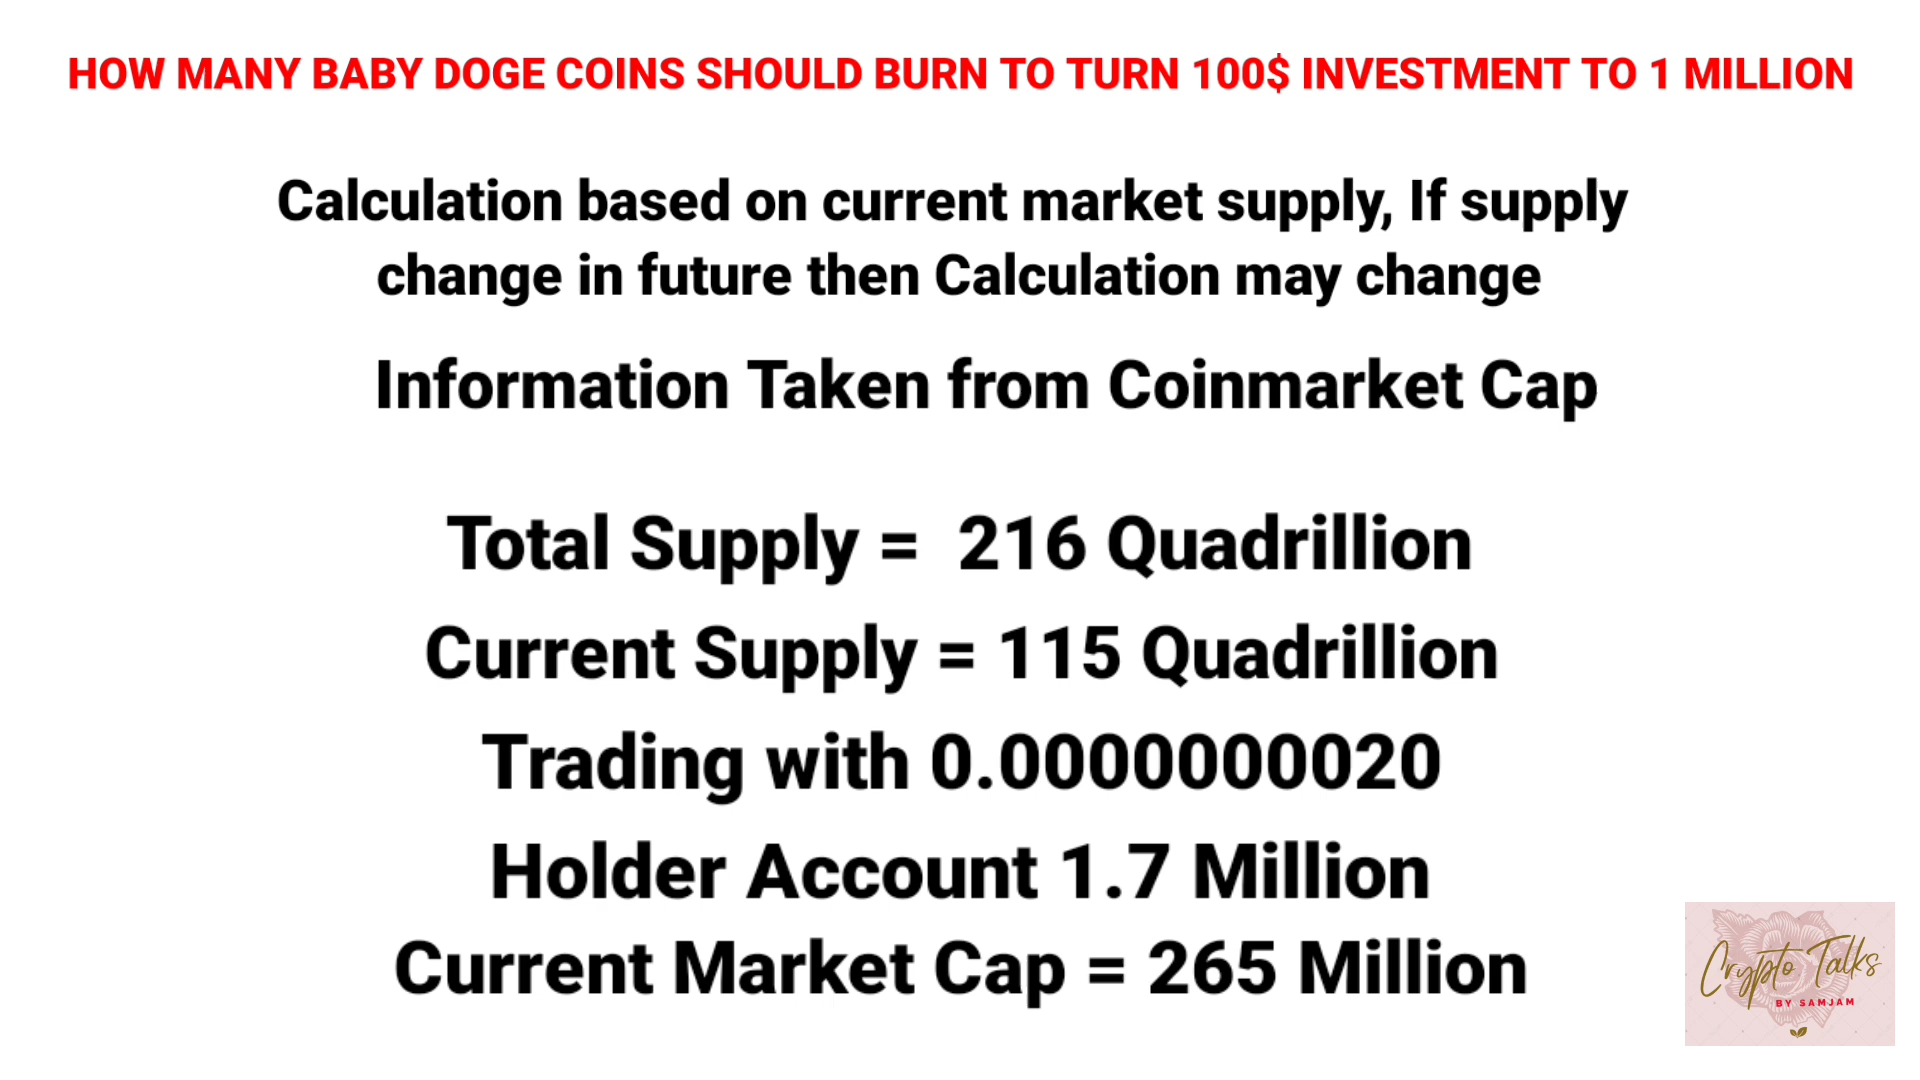 HOW MANY BABY DOGE COINS SHOULD BURN TO TURN 100$ INVESTMENT TO 1 MILLION
Calculation based on current market supply, If supply
change in future then Calculation may change
Information Taken from Coinmarket Cap
Total Supply = 216 Quadrillion
Current Supply = 115 Quadrillion
Trading with 0.0000000020
Holder Account 1.7 Million
Current Market Cap = 265 Million
Crypto Talks
BY SAMJAM